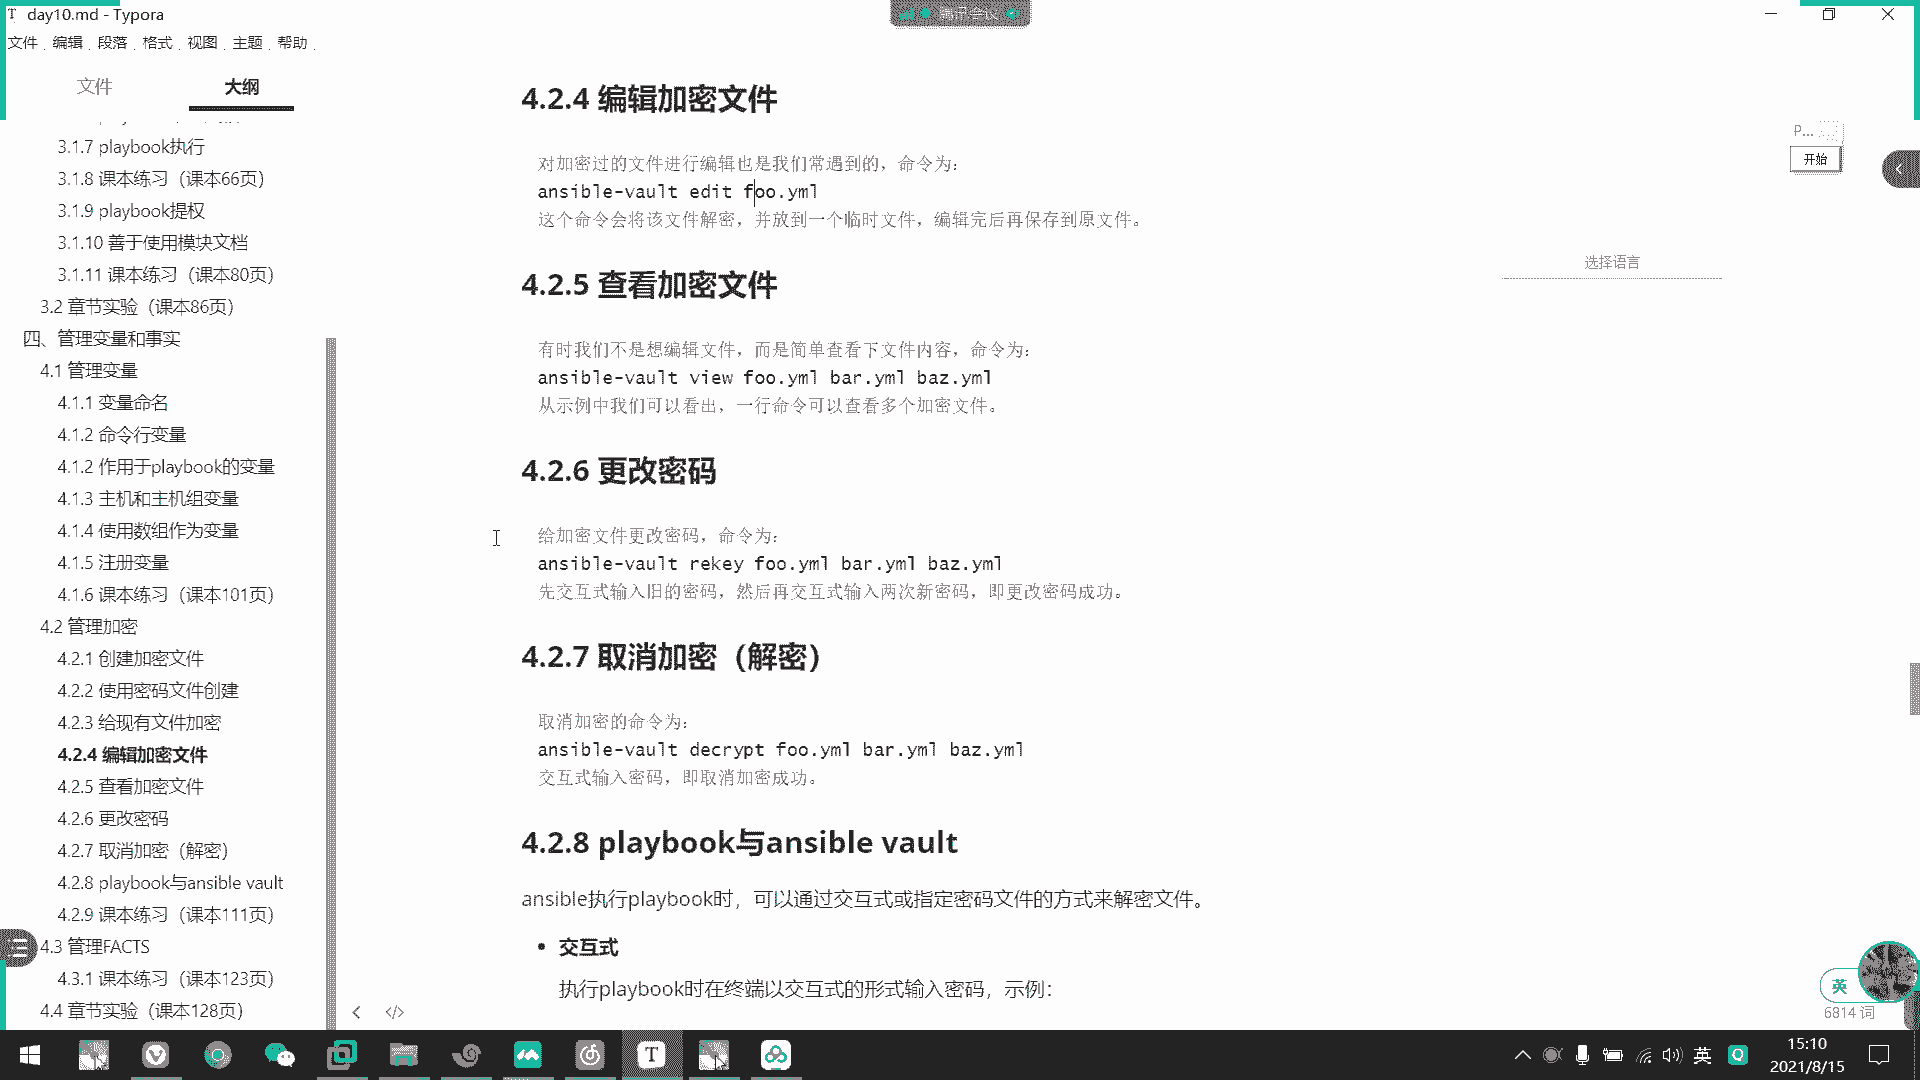 day10.md - Typora
腾讯会议
文件 编辑 段落 格式 视图 主题 帮助
文件 大纲
3.1.7 playbook执行
3.1.8 课本练习（课本66页）
3.1.9 playbook提权
3.1.10 善于使用模块文档
3.1.11 课本练习（课本80页）
3.2 章节实验（课本86页）
四、管理变量和事实
4.1 管理变量
4.1.1 变量命名
4.1.2 命令行变量
4.1.2 作用于playbook的变量
4.1.3 主机和主机组变量
4.1.4 使用数组作为变量
4.1.5 注册变量
4.1.6 课本练习（课本101页）
4.2 管理加密
4.2.1 创建加密文件
4.2.2 使用密码文件创建
4.2.3 给现有文件加密
4.2.4 编辑加密文件
4.2.5 查看加密文件
4.2.6 更改密码
4.2.7 取消加密（解密）
4.2.8 playbook与ansible vault
4.2.9 课本练习（课本111页）
4.3 管理FACTS
4.3.1 课本练习（课本123页）
4.4 章节实验（课本128页）
4.2.4 编辑加密文件
对加密过的文件进行编辑也是我们常遇到的，命令为：
ansible-vault edit foo.yml
这个命令会将该文件解密，并放到一个临时文件，编辑完后再保存到原文件。
4.2.5 查看加密文件
有时我们不是想编辑文件，而是简单查看下文件内容，命令为：
ansible-vault view foo.yml bar.yml baz.yml
从示例中我们可以看出，一行命令可以查看多个加密文件。
4.2.6 更改密码
给加密文件更改密码，命令为：
ansible-vault rekey foo.yml bar.yml baz.yml
先交互式输入旧的密码，然后再交互式输入两次新密码，即更改密码成功。
4.2.7 取消加密（解密）
取消加密的命令为：
ansible-vault decrypt foo.yml bar.yml baz.yml
交互式输入密码，即取消加密成功。
4.2.8 playbook与ansible vault
ansible执行playbook时，可以通过交互式或指定密码文件的方式来解密文件。
• 交互式
执行playbook时在终端以交互式的形式输入密码，示例：
P...
开始
选择语言
英
6814 词
英
15:10
2021/8/15